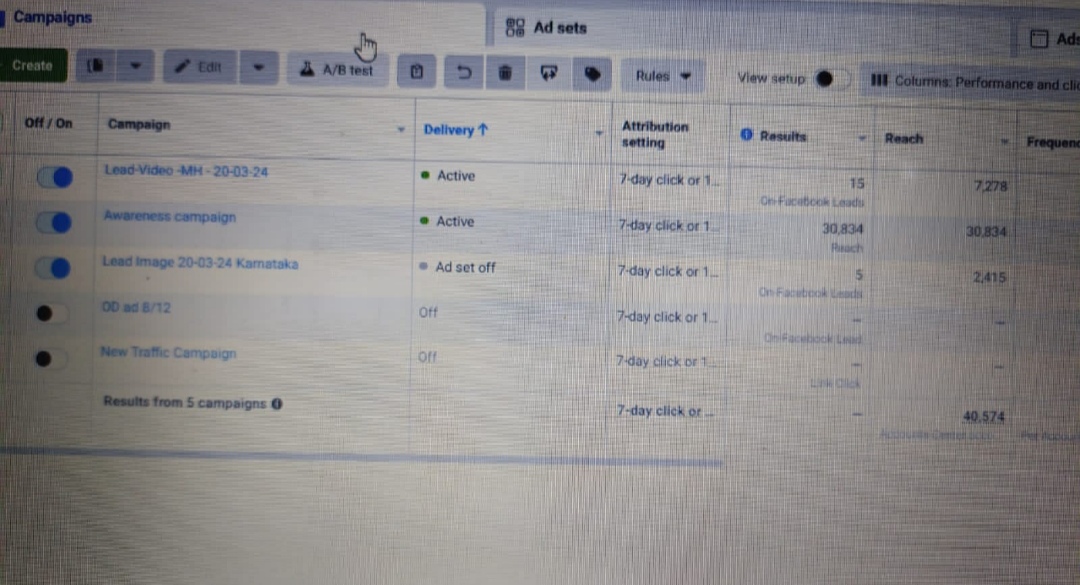 Campaigns
Ad sets
Ads
Create
Edit
A/B test
Rules
View setup
Columns: Performance and clic
Off / On
Campaign
Delivery ↑
Attribution setting
Results
Reach
Frequenc
Lead-Video -MH - 20-03-24
Active
7-day click or 1...
15
7,278
On-Facebook Leads
Awareness campaign
Active
7-day click or 1...
30,834
30,834
Reach
Lead Image 20-03-24 Karnataka
Ad set off
7-day click or 1...
5
2,415
On-Facebook Leads
OD ad 8/12
Off
7-day click or 1...
—
—
On-Facebook Lead
New Traffic Campaign
Off
7-day click or 1...
—
—
Link Click
Results from 5 campaigns
7-day click or ...
—
40,574
Accounts Center acco...